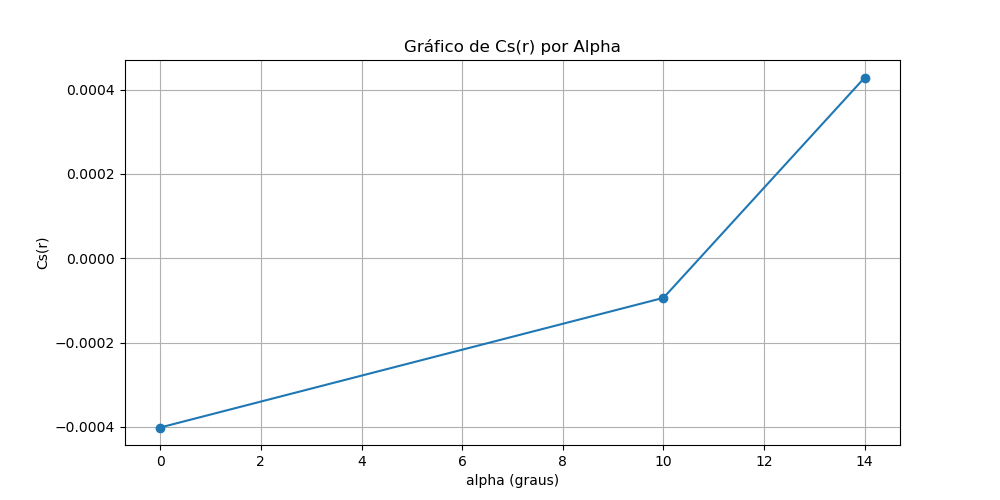 Gráfico de Cs(r) por Alpha
0.0004
0.0002
0.0000
−0.0002
−0.0004
Cs(r)
0 2 4 6 8 10 12 14
alpha (graus)